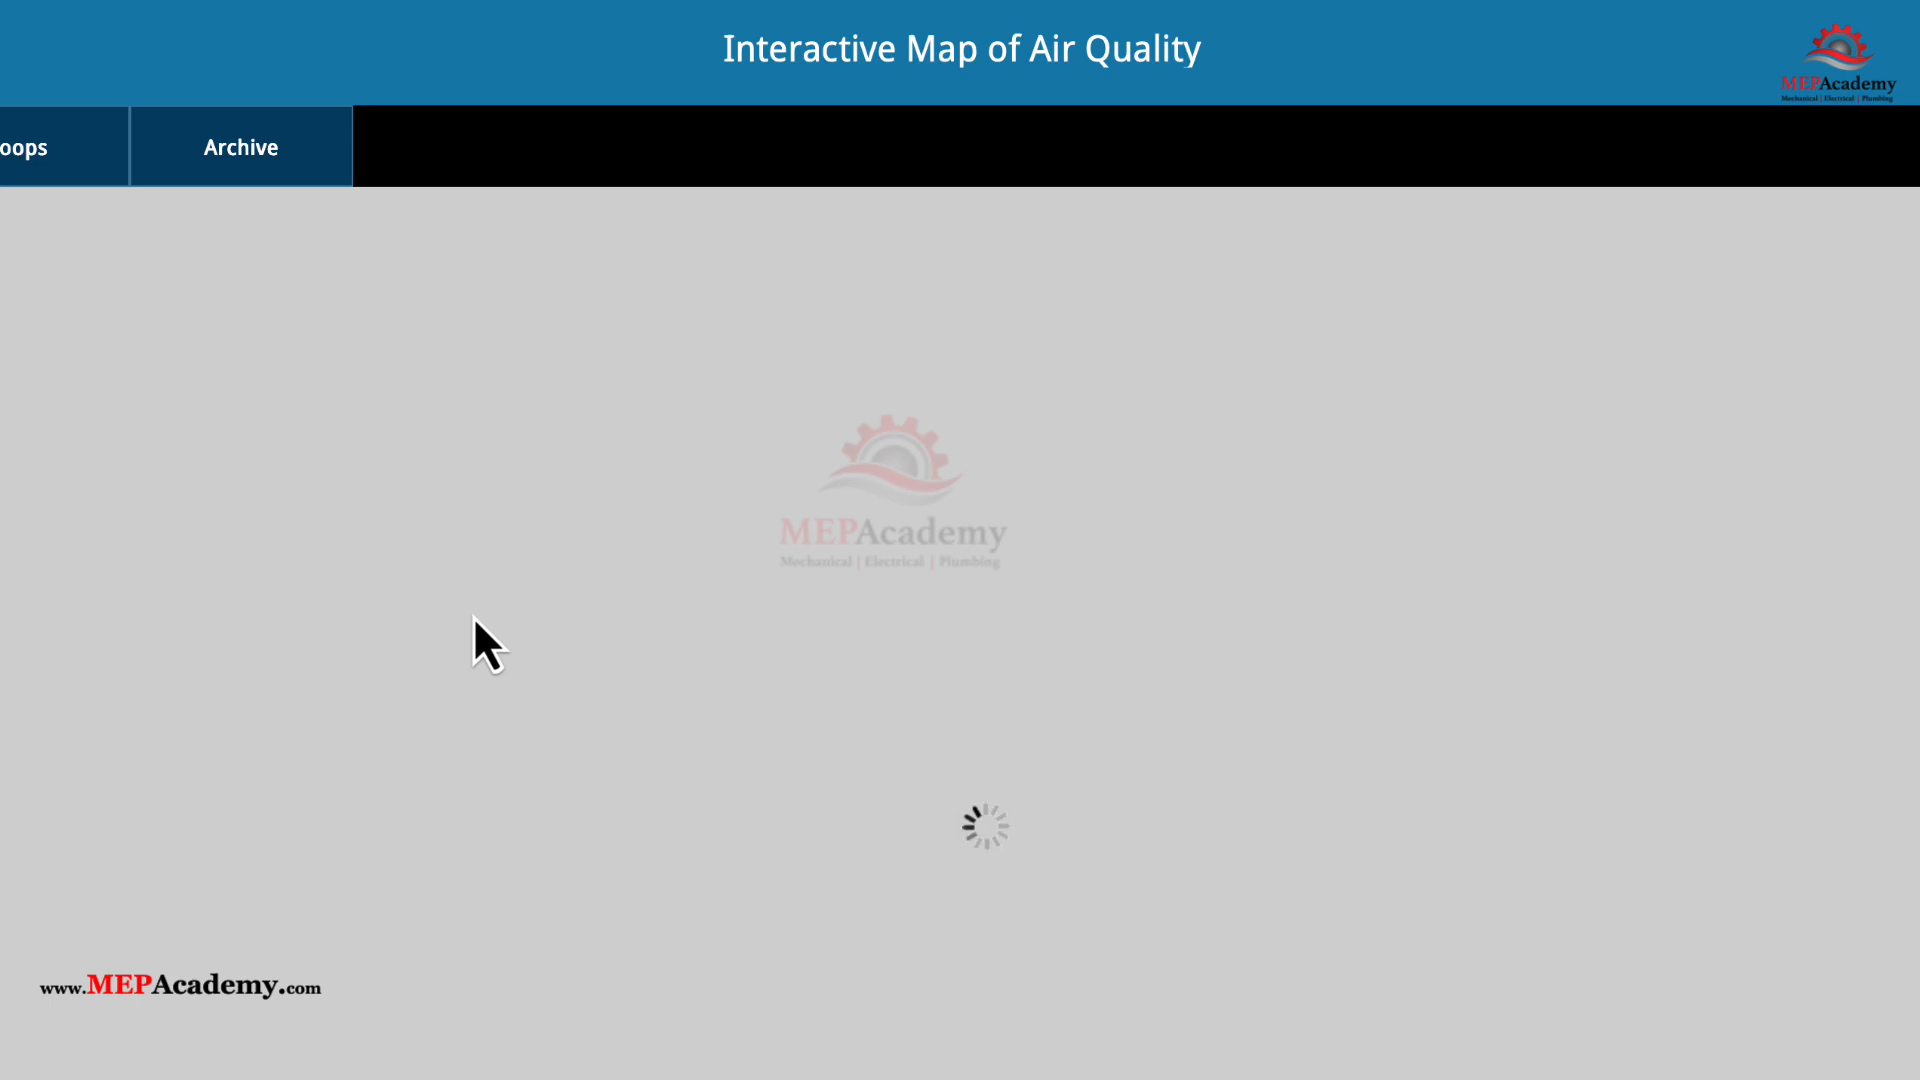 Interactive Map of Air Quality
MEPAcademy
Mechanical | Electrical | Plumbing
oops
Archive
MEPAcademy
Mechanical | Electrical | Plumbing
www.MEPAcademy.com